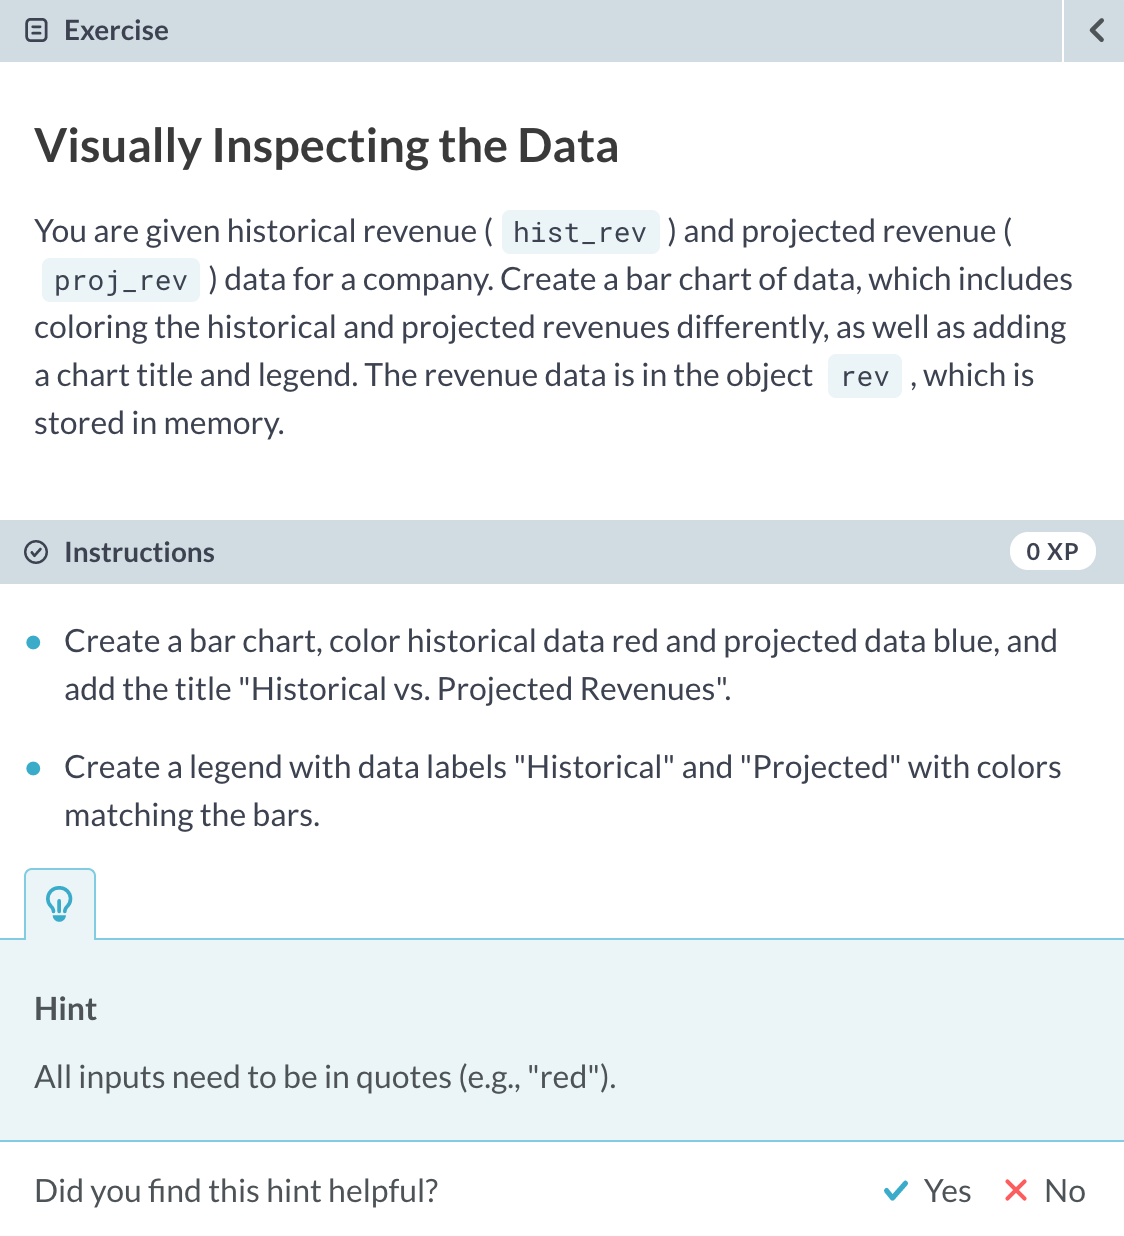 Exercise
Visually Inspecting the Data
You are given historical revenue ( hist_rev ) and projected revenue (
proj_rev ) data for a company. Create a bar chart of data, which includes
coloring the historical and projected revenues differently, as well as adding
a chart title and legend. The revenue data is in the object rev , which is
stored in memory.
Instructions
0 XP
Create a bar chart, color historical data red and projected data blue, and
add the title "Historical vs. Projected Revenues".
Create a legend with data labels "Historical" and "Projected" with colors
matching the bars.
Hint
All inputs need to be in quotes (e.g., "red").
Did you find this hint helpful?
Yes
No